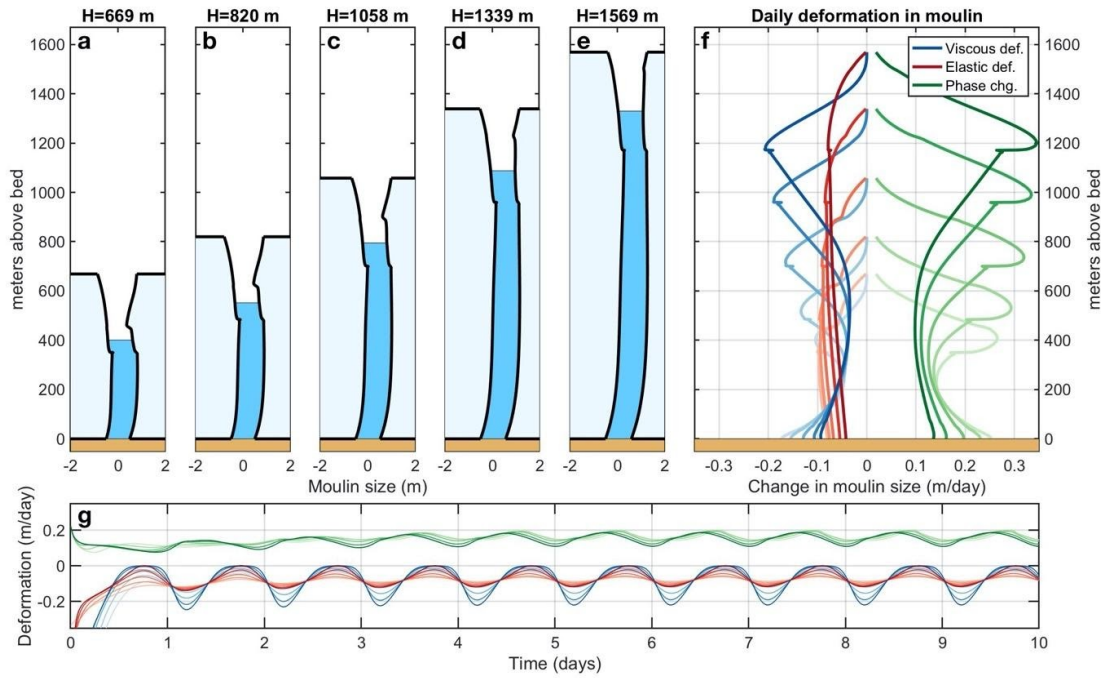 H=669 m H=820 m H=1058 m H=1339 m H=1569 m Daily deformation in moulin
a b c d e f
Viscous def.
Elastic def.
Phase chg.
1600 1600
1400 1400
1200 1200
1000 1000
800 800
600 600
400 400
200 200
0 0
meters above bed
meters above bed
-2 0 2 -2 0 2 -2 0 2 -2 0 2 -2 0 2 -0.3 -0.2 -0.1 0 0.1 0.2 0.3
Moulin size (m) Change in moulin size (m/day)
g
Deformation (m/day)
0.2
0
-0.2
0 1 2 3 4 5 6 7 8 9 10
Time (days)